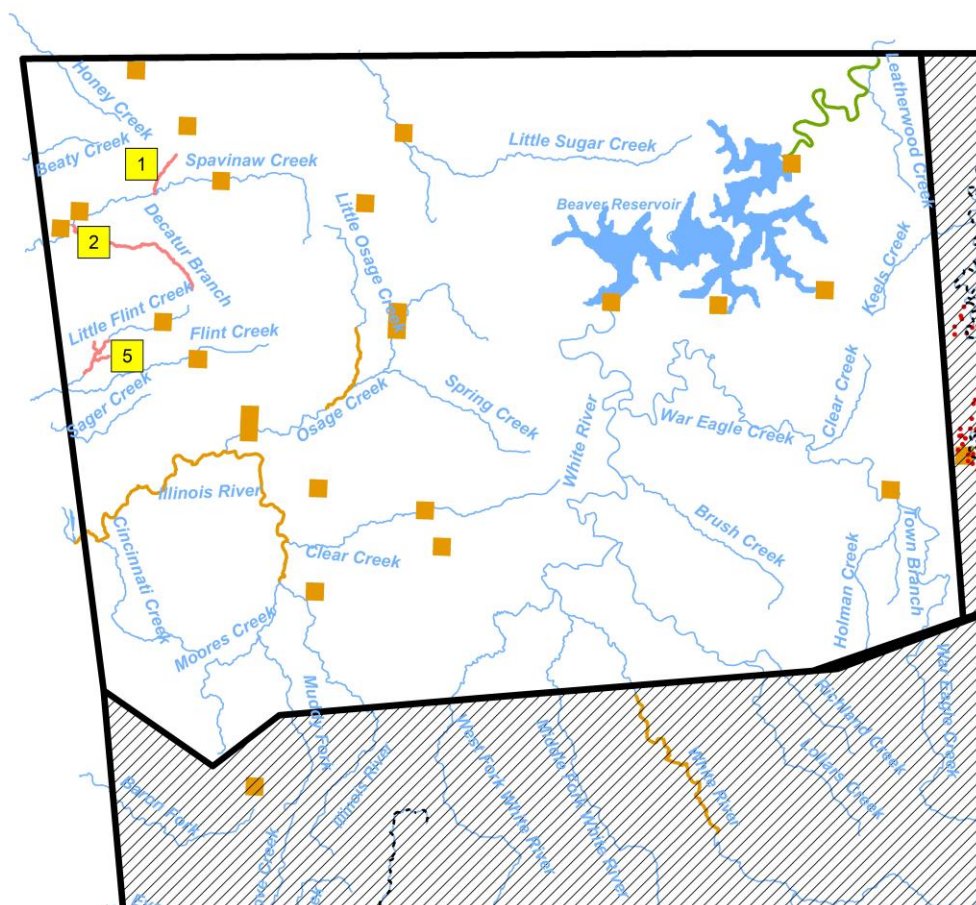 Honey Creek
Leatherwood Creek
Little Sugar Creek
Beaty Creek
1
Spavinaw Creek
Beaver Reservoir
Decatur Branch
Little Osage Creek
2
Keels Creek
Little Flint Creek
Flint Creek
5
Sager Creek
Osage Creek
Spring Creek
Clear Creek
War Eagle Creek
White River
Illinois River
Brush Creek
Cincinnati Creek
Clear Creek
Town Branch
Holman Creek
Moores Creek
Muddy Fork
War Eagle Creek
Richland Creek
Lollars Creek
White River
West Fork White River
Middle Fork White River
Illinois River
Baron Fork
ove Creek